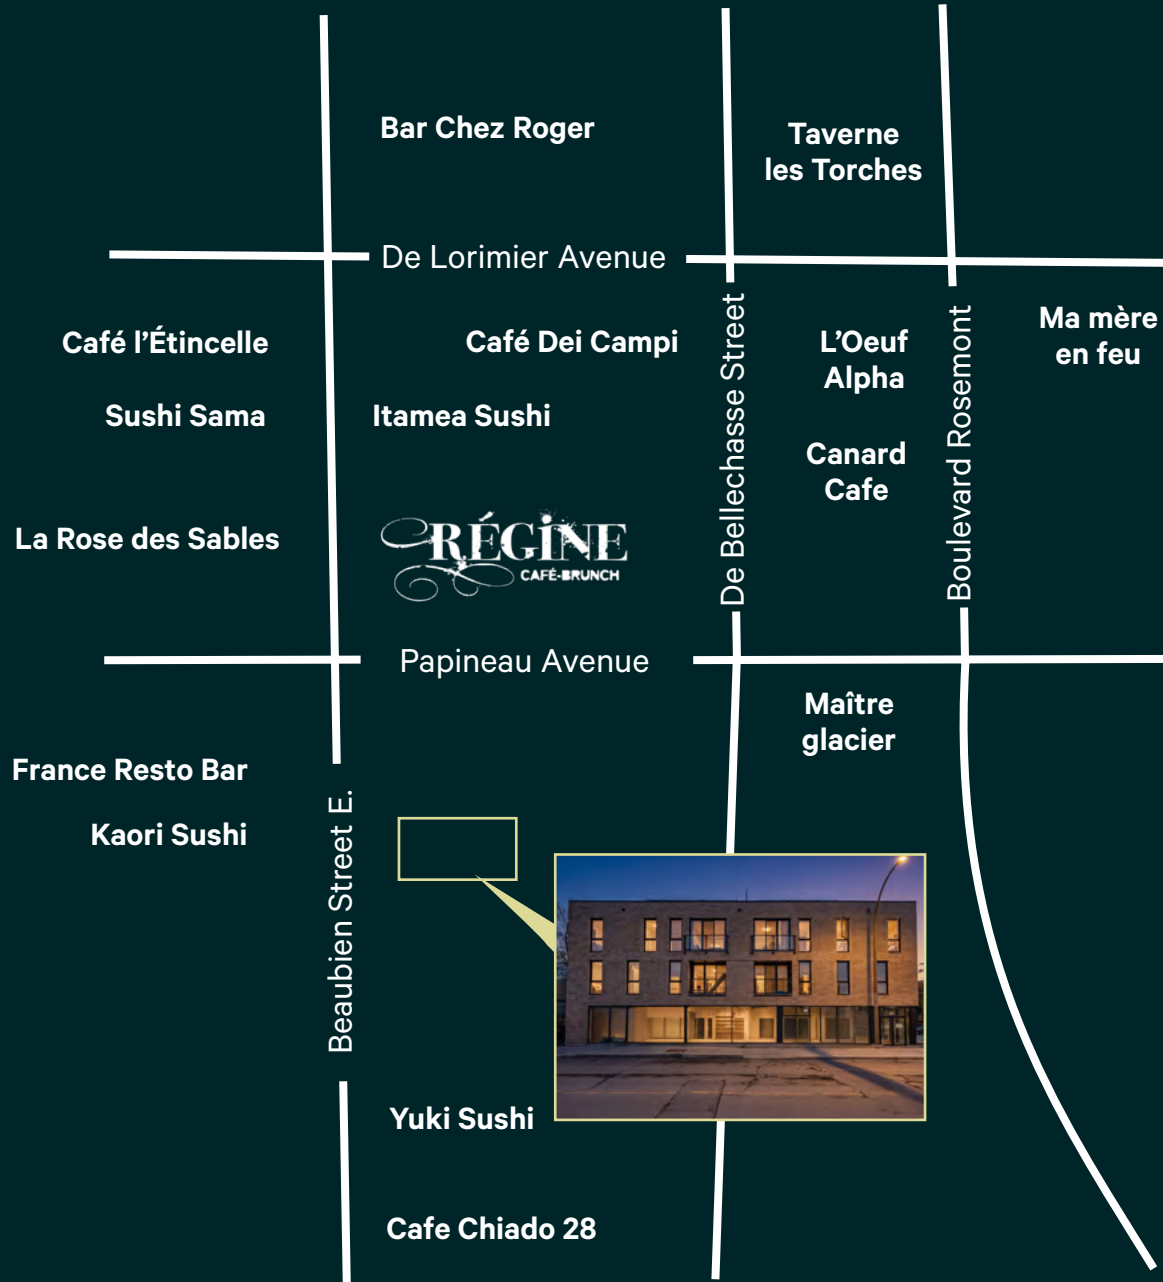 Bar Chez Roger
Taverne
les Torches
De Lorimier Avenue
Café l’Étincelle
Café Dei Campi
De Bellechasse Street
L’Oeuf
Alpha
Boulevard Rosemont
Ma mère
en feu
Sushi Sama
Itamea Sushi
Canard
Cafe
La Rose des Sables
RÉGINE
CAFÉ-BRUNCH
Papineau Avenue
Maître
glacier
France Resto Bar
Kaori Sushi
Beaubien Street E.
Yuki Sushi
Cafe Chiado 28